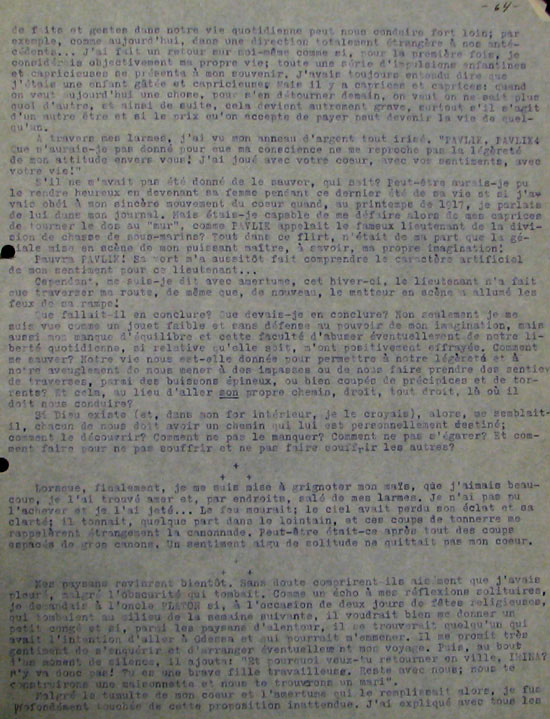 - 64 -
de faits et gestes dans notre vie quotidienne peut nous conduire fort loin; par
exemple, comme aujourd'hui, dans une direction totalement étrangère à nos anté-
cédents... J'ai fait un retour sur moi-même comme si, pour la première fois, je
considérais objectivement ma propre vie; toute une série d'impulsions enfantines
et capricieuses se présenta à mon souvenir. J'avais toujours entendu dire que
j'étais une enfant gâtée et capricieuse; mais il y a caprices et caprices: quand
on veut aujourd'hui une chose, pour s'en détourner demain, on veut on ne sait plus
quoi d'autre, et ainsi de suite, cela devient autrement grave, surtout s'il s'agit
d'un autre être et si le prix qu'on accepte de payer peut devenir la vie de quel-
qu'un.
travers mes larmes, j'ai vu mon anneau d'argent tout irisé. "PAVLIK, PAVLIK!
que n'aurais-je pas donné pour que ma conscience ne me reproche pas la légèreté
de mon attitude envers vous! J'ai joué avec votre coeur, avec vos sentiments, avec
votre vie!"
S'il ne m'avait pas été donné de le sauver, qui sait? Peut-être aurais-je pu
le rendre heureux en devenant sa femme pendant ce dernier été de sa vie si j'a-
vais obéi à mon sincère mouvement du coeur quand, au printemps de 1917, je parlais
de lui dans mon journal. Mais étais-je capable de me défaire alors de mes caprices
de tourner le dos au "mur", comme PAVLIK appelait le fameux lieutenant de la divi-
sion de chasse de sous-marins? Tout dans ce flirt, n'était de ma part que la gé-
niale mise en scène de mon puissant maître, à savoir, ma propre imagination!
Pauvre PAVLIK! Sa mort m'a aussitôt fait comprendre le caractère artificiel
de mon sentiment pour ce lieutenant...
Cependant, me suis-je dit avec amertume, cet hiver-ci, le lieutenant n'a fait
que traverser ma route, de même que, de nouveau, le metteur en scène a allumé les
feux de sa rampe!
Que fallait-il en conclure? Que devais-je en conclure? Non seulement je me
suis vue comme un jouet faible et sans défense au pouvoir de mon imagination, mais
aussi mon manque d'équilibre et cette faculté d'abuser éventuellement de notre li-
berté quotidienne, si relative qu'elle soit, m'ont positivement effrayée. Comment
se sauver? Notre vie nous est-elle donnée pour permettre à notre légèreté et à
notre aveuglement de nous mener à des impasses ou de nous faire prendre des sentiers
de traverses, parmi des buissons épineux, ou bien coupés de précipices et de tor-
rents? Et cela, au lieu d'aller son propre chemin, droit, tout droit, là où il
doit nous conduire?
Si Dieu existe (et, dans mon for intérieur, je le croyais), alors, me semblait-
il, chacun de nous doit avoir un chemin qui lui est personnellement destiné;
comment le découvrir? Comment ne pas le manquer? Comment ne pas s'égarer? Et com-
ment faire pour ne pas souffrir et ne pas faire souffrir les autres?
+
+ +
Lorsque, finalement, je me suis mise à grignoter mon maïs, que j'aimais beau-
coup, je l'ai trouvé amer et, par endroits, salé de mes larmes. Je n'ai pas pu
l'achever et je l'ai jeté... Le feu mourait; le ciel avait perdu son éclat et sa
clarté; il tonnait, quelque part dans le lointain, et ces coups de tonnerre me
rappelèrent étrangement la canonnade. Peut-être était-ce après tout des coups
espacés de gros canons. Un sentiment aigu de solitude ne quittait pas mon coeur.
+
+ +
Mes paysans revinrent bientôt. Sans doute comprirent-ils aisément que j'avais
pleuré, malgré l'obscurité qui tombait. Comme un écho à mes réflexions solitaires,
je demandais à l'oncle PLATON si, à l'occasion de deux jours de fêtes religieuses,
qui tombaient au milieu de la semaine suivante, il voudrait bien me donner un
petit congé et si, parmi les paysans d'alentour, il se trouverait quelqu'un qui
avait l'intention d'aller à Odessa et qui pourrait m'emmener. Il me promit très
gentiment de s'enquérir et d'arranger éventuellement mon voyage. Puis, au bout
d'un moment de silence, il ajouta: "Et pourquoi veux-tu retourner en ville, IRINA?
N'y va donc pas! Tu es une brave fille travailleuse. Reste avec nous; nous te
construirons une maisonnette et nous te trouverons un mari".
Malgré le tumulte de mon coeur et l'amertume qui le remplissait alors, je fus
profondément touchée de cette proposition inattendue. J'ai expliqué avec tous les